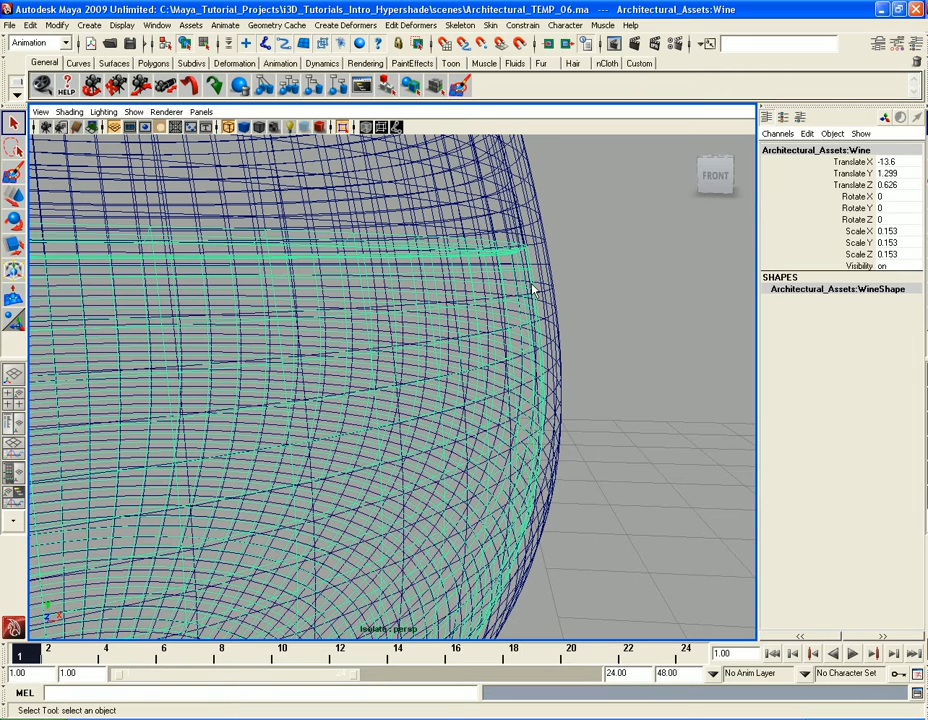 Autodesk Maya 2009 Unlimited: C:\Maya_Tutorial_Projects\i3D_Tutorials_Intro_Hypershade\scenes\Architectural_TEMP_06.ma --- Architectural_Assets:Wine
File Edit Modify Create Display Window Assets Animate Geometry Cache Create Deformers Edit Deformers Skeleton Skin Constrain Character Muscle Help
Animation
General Curves Surfaces Polygons Subdivs Deformation Animation Dynamics Rendering PaintEffects Toon Muscle Fluids Fur Hair nCloth Custom
HELP
View Shading Lighting Show Renderer Panels
Channels Edit Object Show
Architectural_Assets:Wine
Translate X -13.6
Translate Y 1.299
Translate Z 0.626
Rotate X 0
Rotate Y 0
Rotate Z 0
Scale X 0.153
Scale Y 0.153
Scale Z 0.153
Visibility on
SHAPES
Architectural_Assets:WineShape
FRONT
Isolate : persp
<< >>
1 2 4 6 8 10 12 14 16 18 20 22 24 1.00
1.00 1.00 24.00 48.00 No Anim Layer No Character Set
MEL
Select Tool: select an object